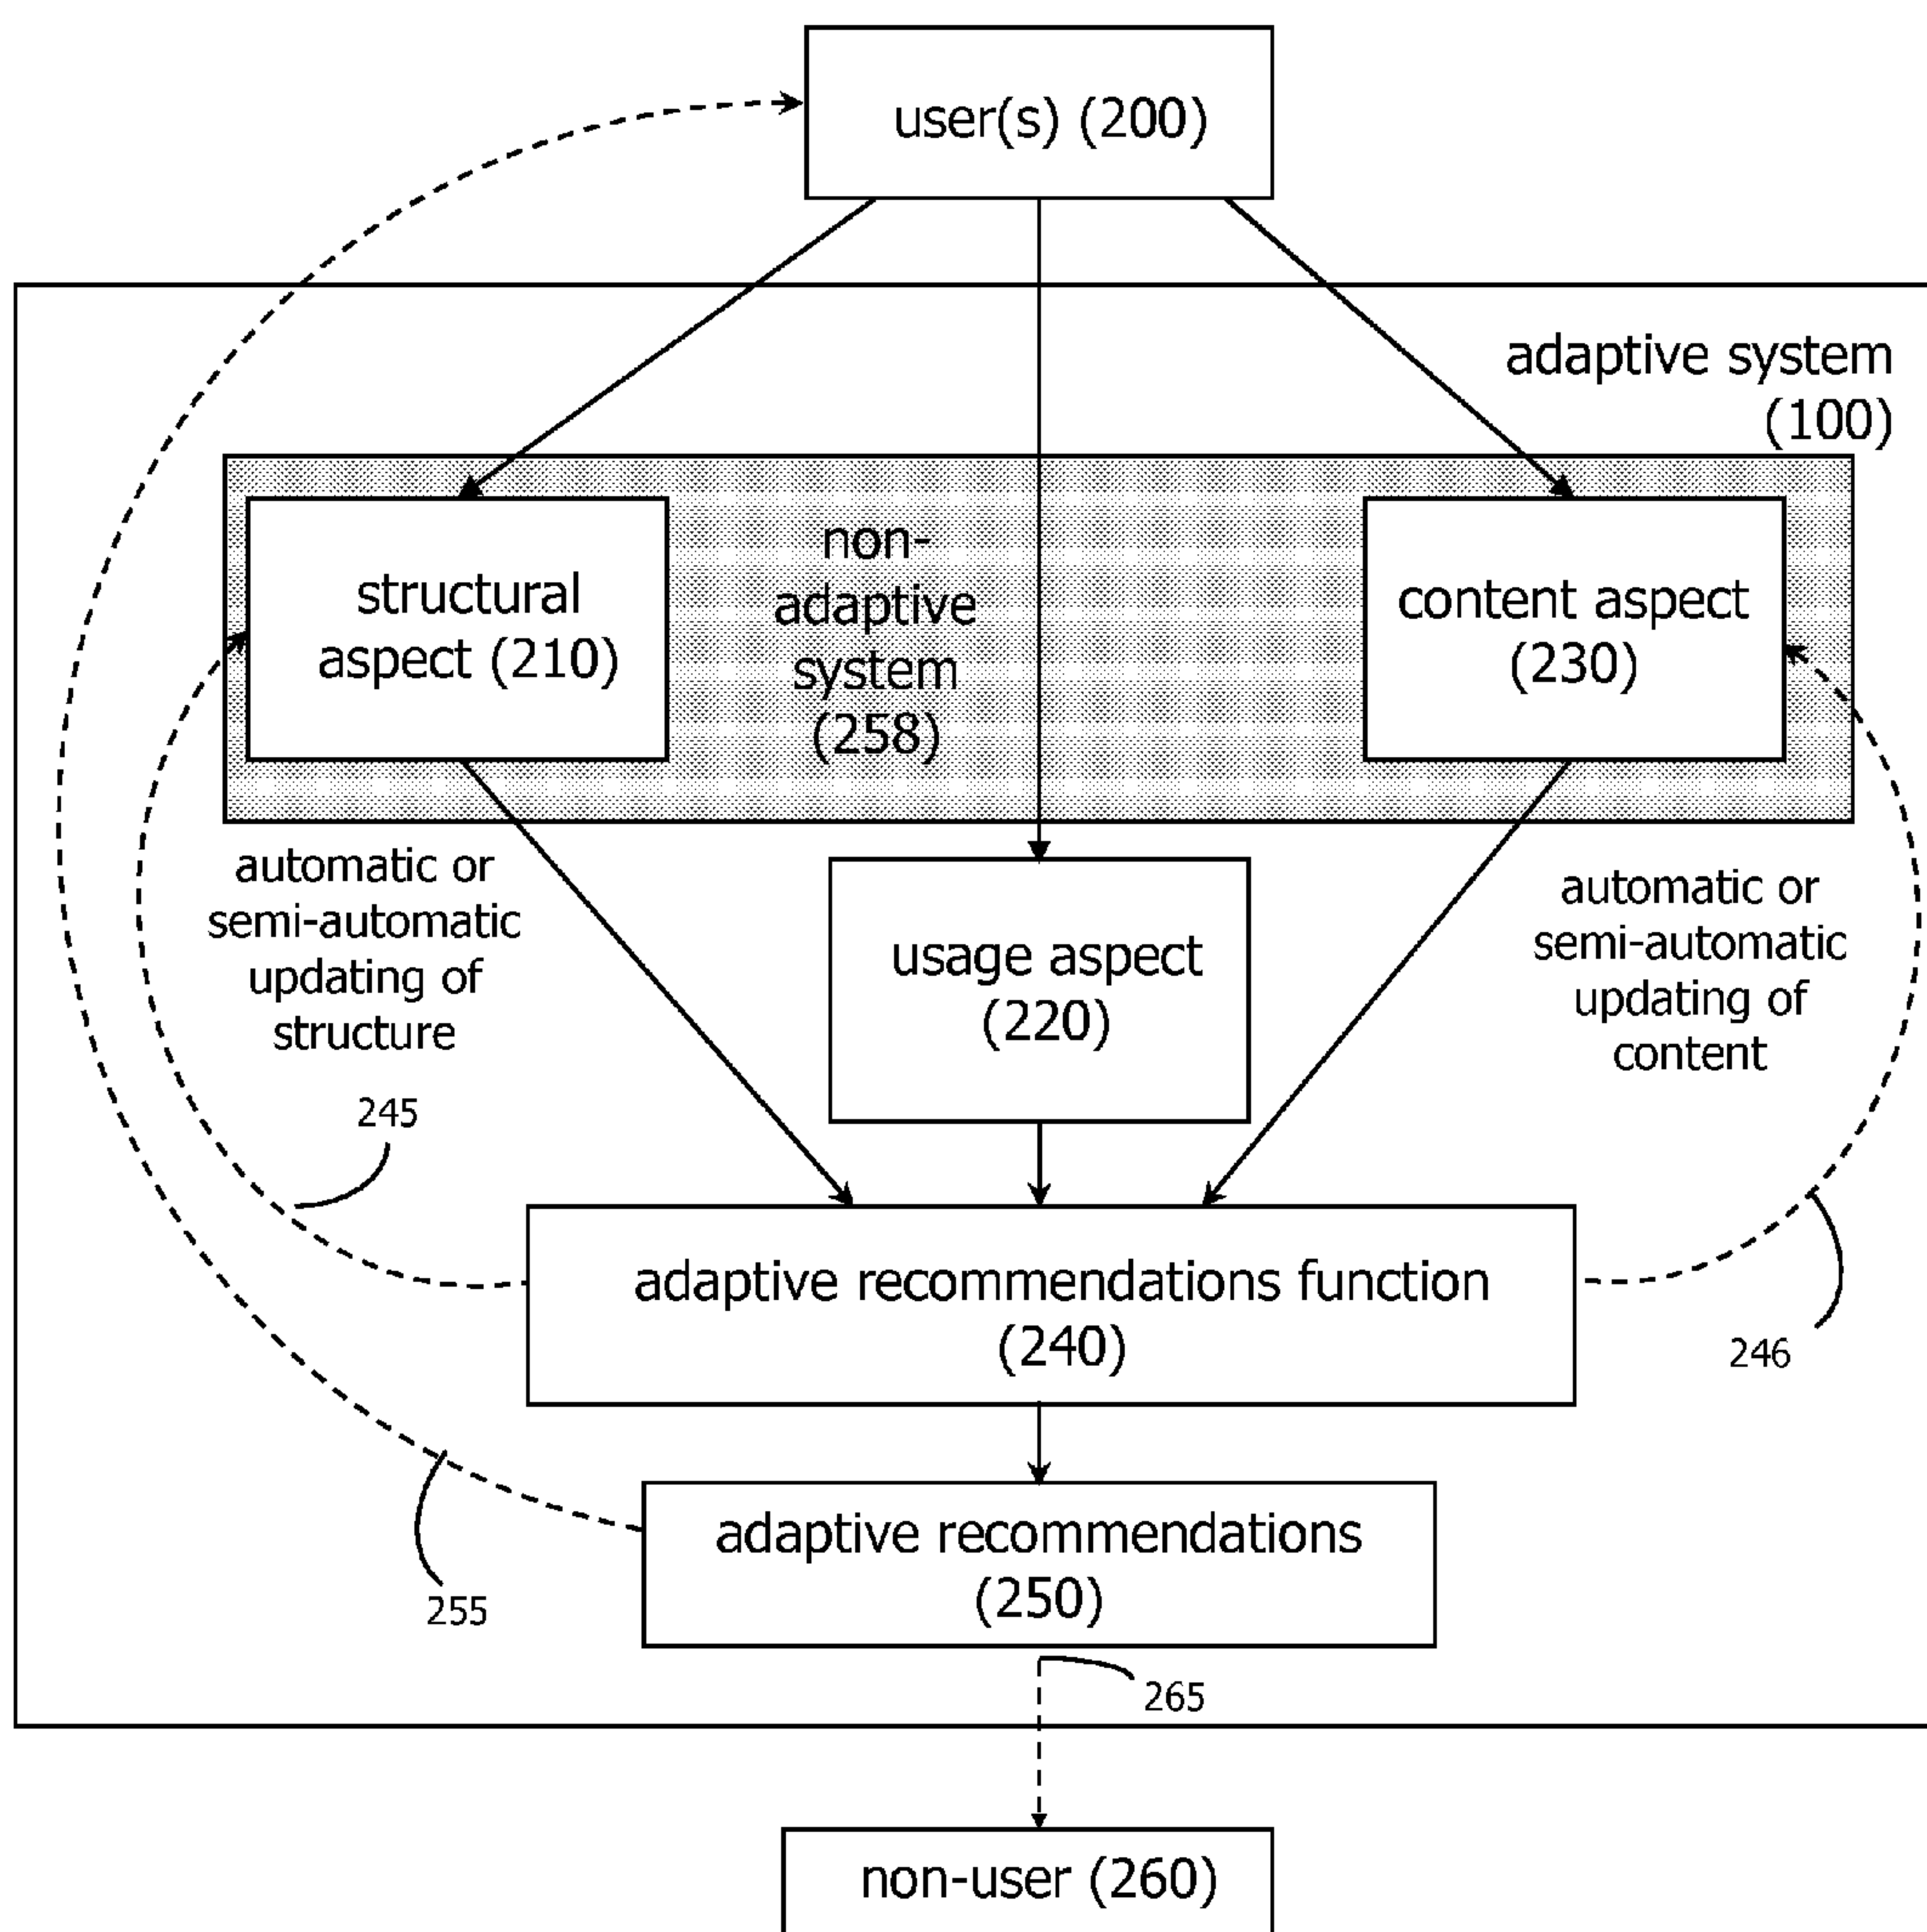 user(s) (200)
adaptive system
(100)
structural
aspect (210)
non-
adaptive
system
(258)
content aspect
(230)
automatic or
semi-automatic
updating of
structure
usage aspect
(220)
automatic or
semi-automatic
updating of
content
245
adaptive recommendations function
(240)
246
adaptive recommendations
(250)
255
265
non-user (260)